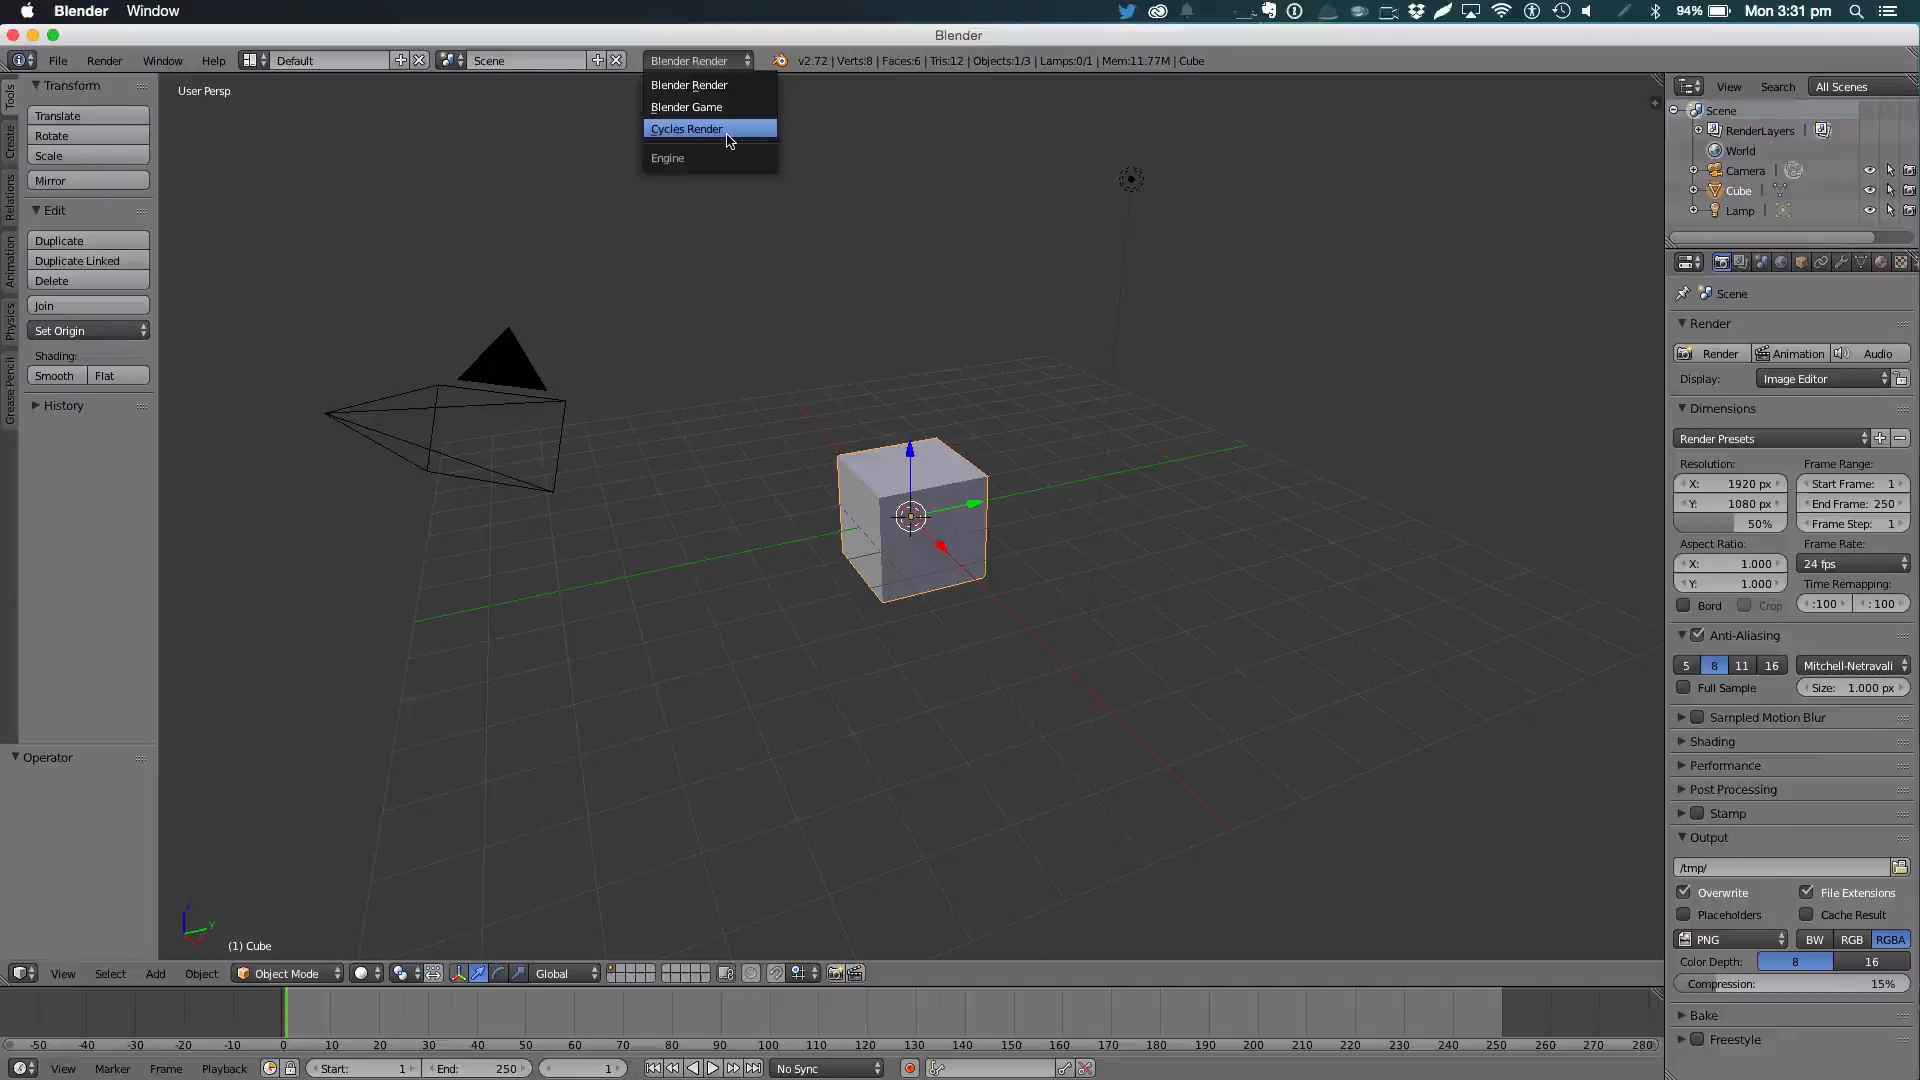 Blender Window 94% Mon 3:31 pm
Blender
File Render Window Help Default Scene Blender Render v2.72 | Verts:8 | Faces:6 | Tris:12 | Objects:1/3 | Lamps:0/1 | Mem:11.77M | Cube
Blender Render
Blender Game
Cycles Render
Engine
User Persp
Tools
Create
Relations
Animation
Physics
Grease Pencil
Transform
Translate
Rotate
Scale
Mirror
Edit
Duplicate
Duplicate Linked
Delete
Join
Set Origin
Shading:
Smooth Flat
History
Operator
z
y
x
(1) Cube
View Search All Scenes
Scene
RenderLayers |
World
Camera |
Cube |
Lamp |
Scene
Render
Render Animation Audio
Display: Image Editor
Dimensions
Render Presets
Resolution: Frame Range:
X: 1920 px Start Frame: 1
Y: 1080 px End Frame: 250
50% Frame Step: 1
Aspect Ratio: Frame Rate:
X: 1.000 24 fps
Y: 1.000 Time Remapping:
Bord Crop :100 :100
Anti-Aliasing
5 8 11 16 Mitchell-Netravali
Full Sample Size: 1.000 px
Sampled Motion Blur
Shading
Performance
Post Processing
Stamp
Output
/tmp/
Overwrite File Extensions
Placeholders Cache Result
PNG BW RGB RGBA
Color Depth: 8 16
Compression: 15%
Bake
Freestyle
View Select Add Object Object Mode Global
-50 -40 -30 -20 -10 0 10 20 30 40 50 60 70 80 90 100 110 120 130 140 150 160 170 180 190 200 210 220 230 240 250 260 270 280
View Marker Frame Playback Start: 1 End: 250 1 No Sync